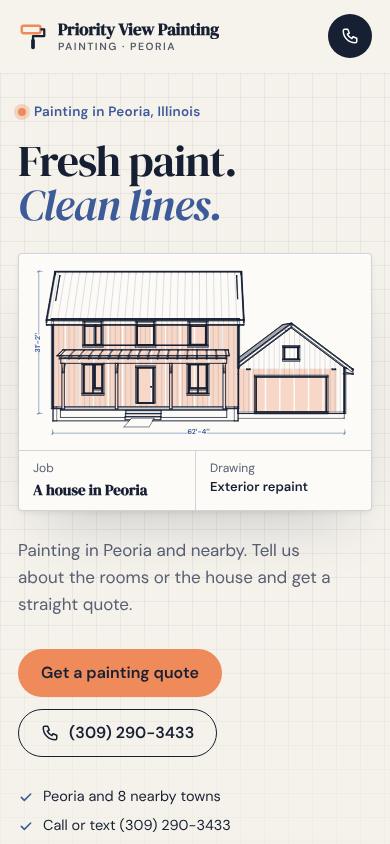 Priority View Painting
PAINTING · PEORIA
Painting in Peoria, Illinois
Fresh paint.
Clean lines.
31'-2"
62'-4"
Job
A house in Peoria
Drawing
Exterior repaint
Painting in Peoria and nearby. Tell us
about the rooms or the house and get a
straight quote.
Get a painting quote
(309) 290-3433
Peoria and 8 nearby towns
Call or text (309) 290-3433